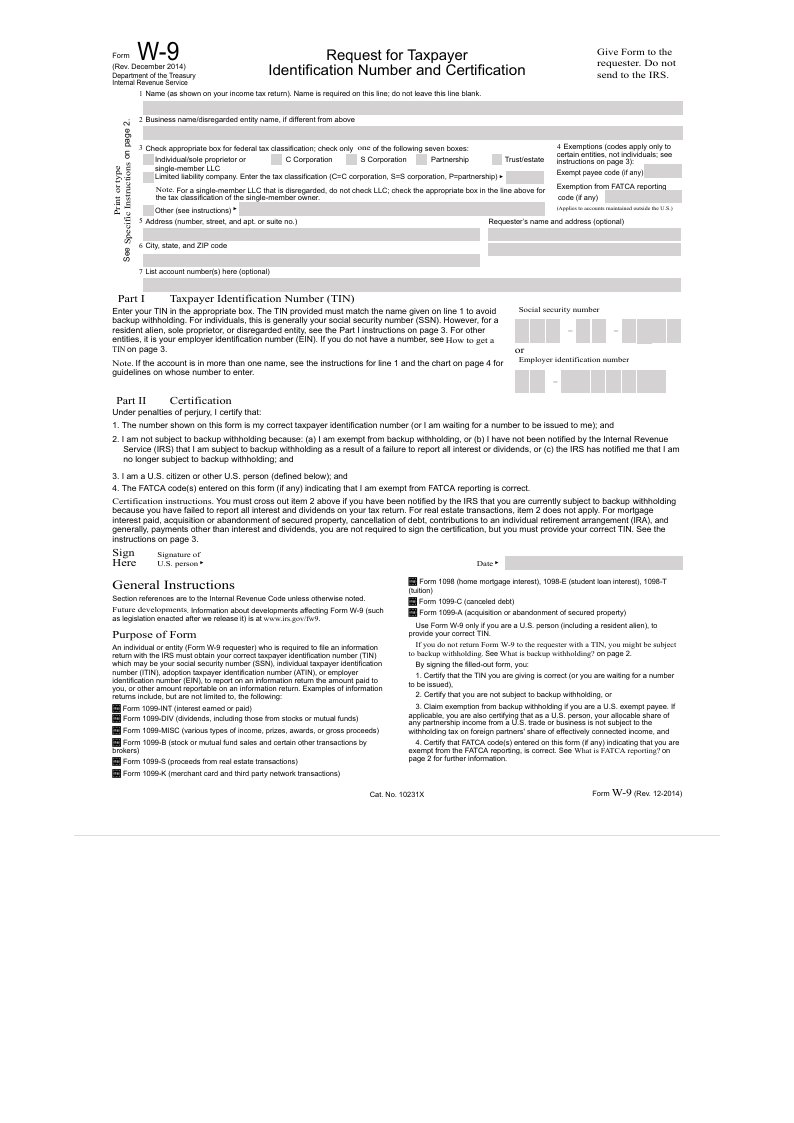 Form W-9
(Rev. December 2014)
Department of the Treasury
Internal Revenue Service
Request for Taxpayer
Identification Number and Certification
Give Form to the
requester. Do not
send to the IRS.
Print or type
See Specific Instructions on page 2.
1 Name (as shown on your income tax return). Name is required on this line; do not leave this line blank.
2 Business name/disregarded entity name, if different from above
3 Check appropriate box for federal tax classification; check only one of the following seven boxes:
Individual/sole proprietor or
single-member LLC
C Corporation
S Corporation
Partnership
Trust/estate
Limited liability company. Enter the tax classification (C=C corporation, S=S corporation, P=partnership) ▸
Note. For a single-member LLC that is disregarded, do not check LLC; check the appropriate box in the line above for
the tax classification of the single-member owner.
Other (see instructions) ▸
4 Exemptions (codes apply only to
certain entities, not individuals; see
instructions on page 3):
Exempt payee code (if any)
Exemption from FATCA reporting
code (if any)
(Applies to accounts maintained outside the U.S.)
5 Address (number, street, and apt. or suite no.)
Requester's name and address (optional)
6 City, state, and ZIP code
7 List account number(s) here (optional)
Part I Taxpayer Identification Number (TIN)
Enter your TIN in the appropriate box. The TIN provided must match the name given on line 1 to avoid
backup withholding. For individuals, this is generally your social security number (SSN). However, for a
resident alien, sole proprietor, or disregarded entity, see the Part I instructions on page 3. For other
entities, it is your employer identification number (EIN). If you do not have a number, see How to get a
TIN on page 3.
Note. If the account is in more than one name, see the instructions for line 1 and the chart on page 4 for
guidelines on whose number to enter.
Social security number
– –
or
Employer identification number
–
Part II Certification
Under penalties of perjury, I certify that:
1. The number shown on this form is my correct taxpayer identification number (or I am waiting for a number to be issued to me); and
2. I am not subject to backup withholding because: (a) I am exempt from backup withholding, or (b) I have not been notified by the Internal Revenue
Service (IRS) that I am subject to backup withholding as a result of a failure to report all interest or dividends, or (c) the IRS has notified me that I am
no longer subject to backup withholding; and
3. I am a U.S. citizen or other U.S. person (defined below); and
4. The FATCA code(s) entered on this form (if any) indicating that I am exempt from FATCA reporting is correct.
Certification instructions. You must cross out item 2 above if you have been notified by the IRS that you are currently subject to backup withholding
because you have failed to report all interest and dividends on your tax return. For real estate transactions, item 2 does not apply. For mortgage
interest paid, acquisition or abandonment of secured property, cancellation of debt, contributions to an individual retirement arrangement (IRA), and
generally, payments other than interest and dividends, you are not required to sign the certification, but you must provide your correct TIN. See the
instructions on page 3.
Sign
Here
Signature of
U.S. person ▸
Date ▸
General Instructions
Section references are to the Internal Revenue Code unless otherwise noted.
Future developments. Information about developments affecting Form W-9 (such
as legislation enacted after we release it) is at www.irs.gov/fw9.
Purpose of Form
An individual or entity (Form W-9 requester) who is required to file an information
return with the IRS must obtain your correct taxpayer identification number (TIN)
which may be your social security number (SSN), individual taxpayer identification
number (ITIN), adoption taxpayer identification number (ATIN), or employer
identification number (EIN), to report on an information return the amount paid to
you, or other amount reportable on an information return. Examples of information
returns include, but are not limited to, the following:
Form 1099-INT (interest earned or paid)
Form 1099-DIV (dividends, including those from stocks or mutual funds)
Form 1099-MISC (various types of income, prizes, awards, or gross proceeds)
Form 1099-B (stock or mutual fund sales and certain other transactions by
brokers)
Form 1099-S (proceeds from real estate transactions)
Form 1099-K (merchant card and third party network transactions)
Form 1098 (home mortgage interest), 1098-E (student loan interest), 1098-T
(tuition)
Form 1099-C (canceled debt)
Form 1099-A (acquisition or abandonment of secured property)
Use Form W-9 only if you are a U.S. person (including a resident alien), to
provide your correct TIN.
If you do not return Form W-9 to the requester with a TIN, you might be subject
to backup withholding. See What is backup withholding? on page 2.
By signing the filled-out form, you:
1. Certify that the TIN you are giving is correct (or you are waiting for a number
to be issued),
2. Certify that you are not subject to backup withholding, or
3. Claim exemption from backup withholding if you are a U.S. exempt payee. If
applicable, you are also certifying that as a U.S. person, your allocable share of
any partnership income from a U.S. trade or business is not subject to the
withholding tax on foreign partners' share of effectively connected income, and
4. Certify that FATCA code(s) entered on this form (if any) indicating that you are
exempt from the FATCA reporting, is correct. See What is FATCA reporting? on
page 2 for further information.
Cat. No. 10231X
Form W-9 (Rev. 12-2014)